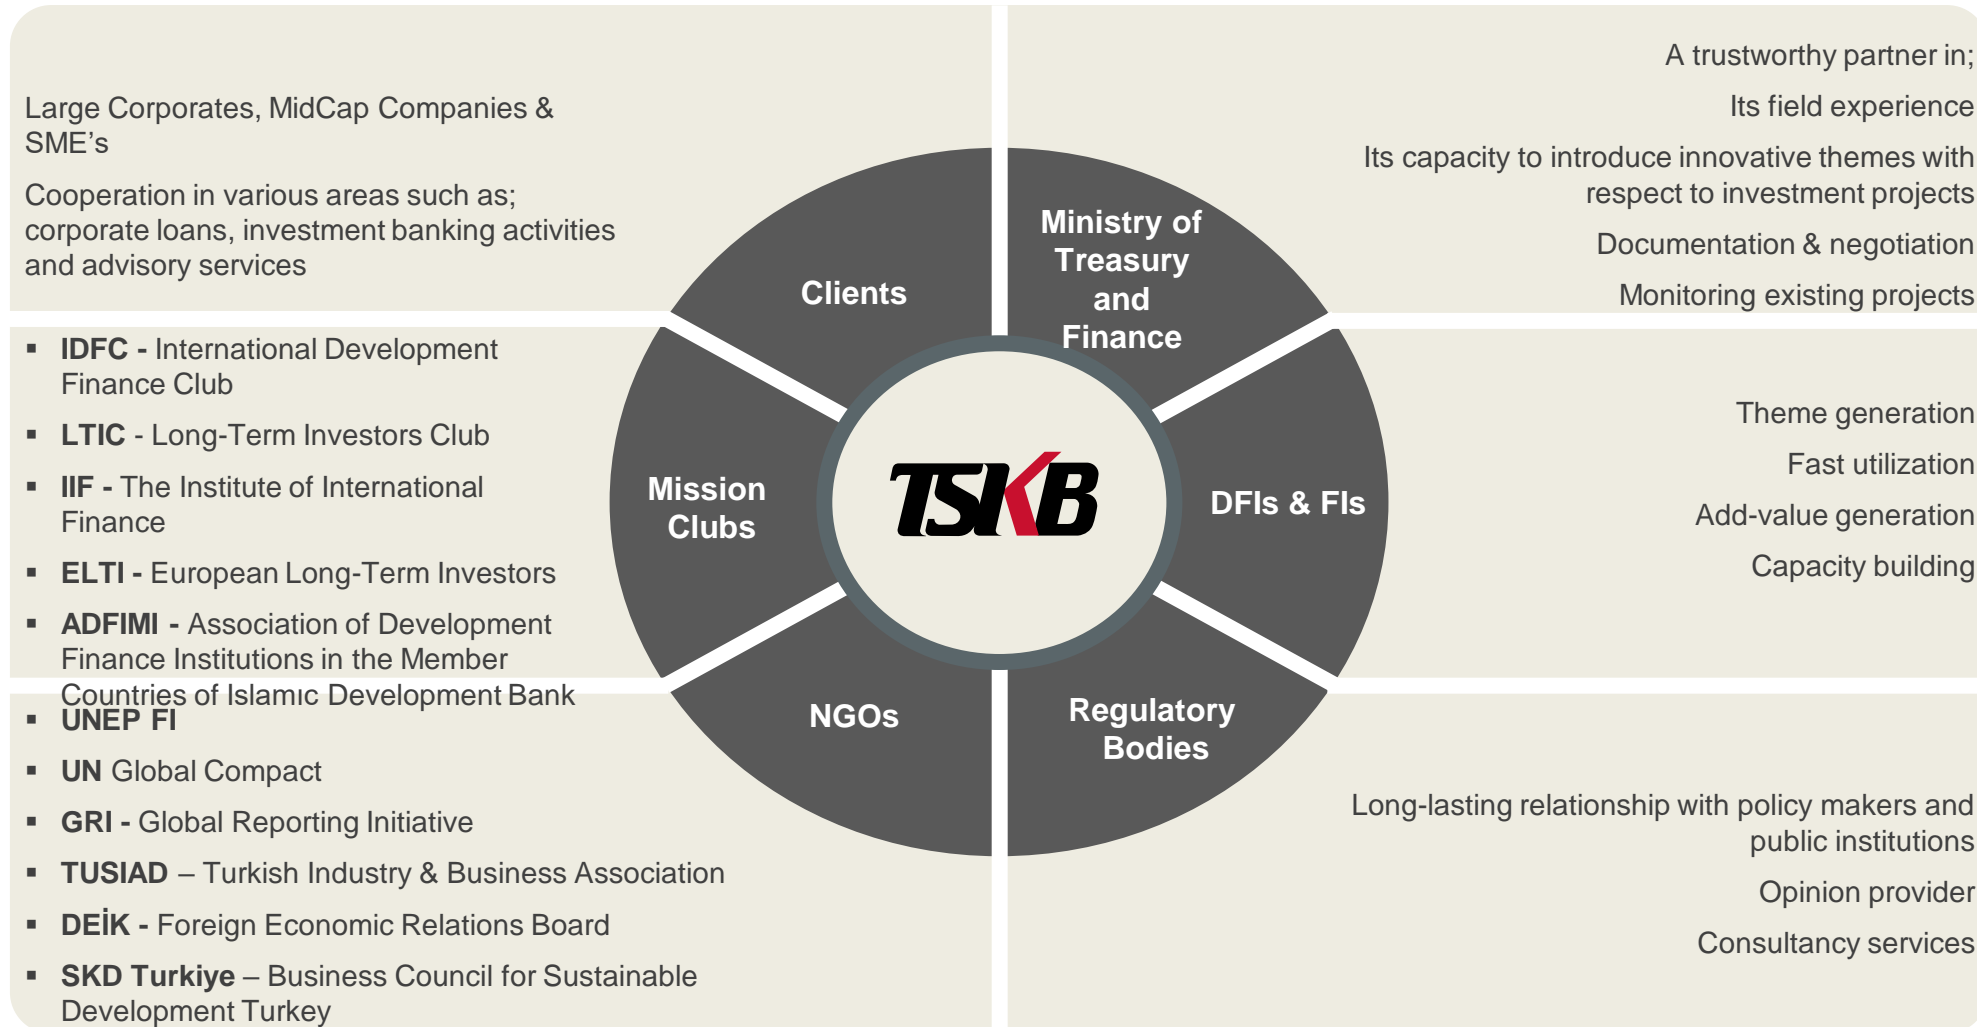 Large Corporates, MidCap Companies &
SME's
Cooperation in various areas such as;
corporate loans, investment banking activities
and advisory services
A trustworthy partner in;
Its field experience
Its capacity to introduce innovative themes with
respect to investment projects
Documentation & negotiation
Monitoring existing projects
Clients
Ministry of
Treasury
and
Finance
▪ IDFC - International Development
Finance Club
▪ LTIC - Long-Term Investors Club
▪ IIF - The Institute of International
Finance
▪ ELTI - European Long-Term Investors
▪ ADFIMI - Association of Development
Finance Institutions in the Member
Countries of Islamıc Development Bank
Mission
Clubs
TSKB
DFIs & FIs
Theme generation
Fast utilization
Add-value generation
Capacity building
▪ UNEP FI
▪ UN Global Compact
▪ GRI - Global Reporting Initiative
▪ TUSIAD – Turkish Industry & Business Association
▪ DEİK - Foreign Economic Relations Board
▪ SKD Turkiye – Business Council for Sustainable
Development Turkey
NGOs
Regulatory
Bodies
Long-lasting relationship with policy makers and
public institutions
Opinion provider
Consultancy services